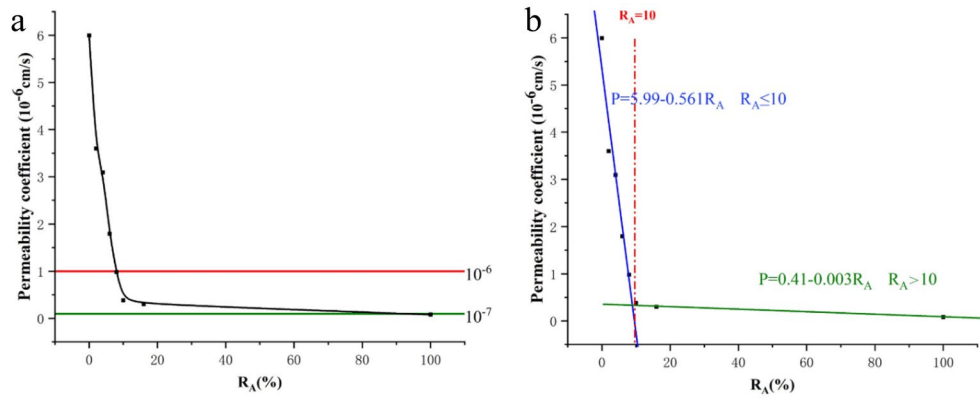 a
6
5
4
3
2
1
0
Permeability coefficient (10⁻⁶cm/s)
10⁻⁶
10⁻⁷
0 20 40 60 80 100
R_A(%)
b
R_A=10
6
5
4
3
2
1
0
Permeability coefficient (10⁻⁶cm/s)
P=5.99-0.561R_A R_A≤10
P=0.41-0.003R_A R_A>10
0 20 40 60 80 100
R_A(%)